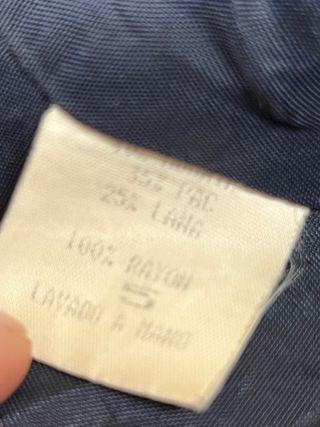 35% PAC
25% LANA
100% RAYON
5
LAVADO A MANO